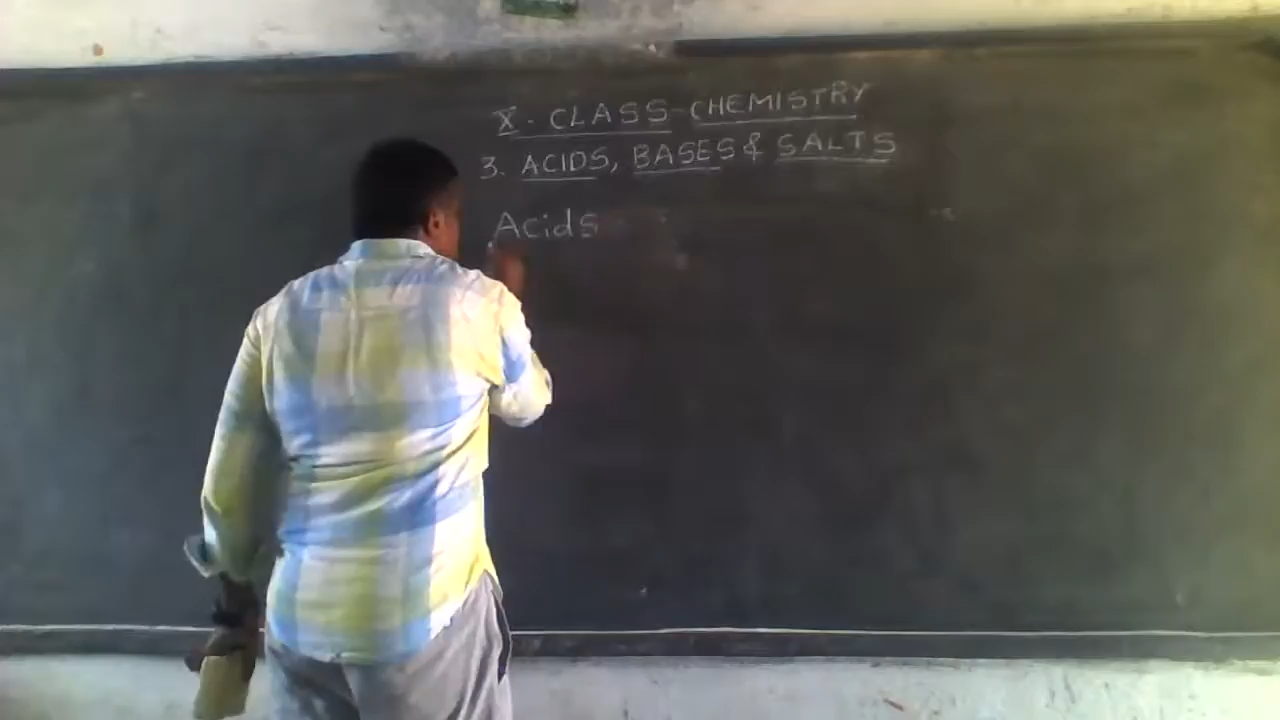 X. CLASS-CHEMISTRY
3. ACIDS, BASES & SALTS
Acids